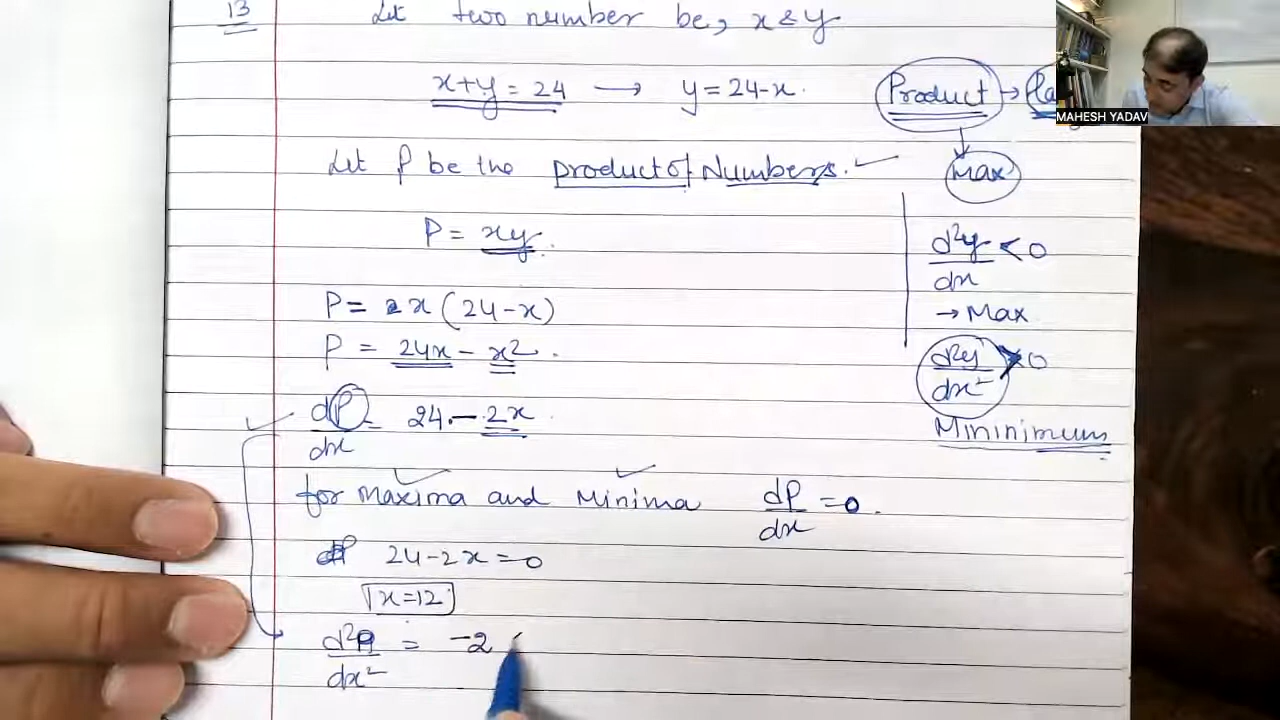 13 Let two number be, x & y
x+y = 24 → y = 24-x.
Product →
MAHESH YADAV
Let P be the product of Numbers.
Max
P = xy.
d²y/dx < 0
P = x(24-x)
→ Max
P = 24x - x².
d²y/dx² > 0
dP/dx = 24 - 2x.
Mininimum
for Maxima and Minima dP/dx = 0.
24-2x=0
x=12
d²P/dx² = -2